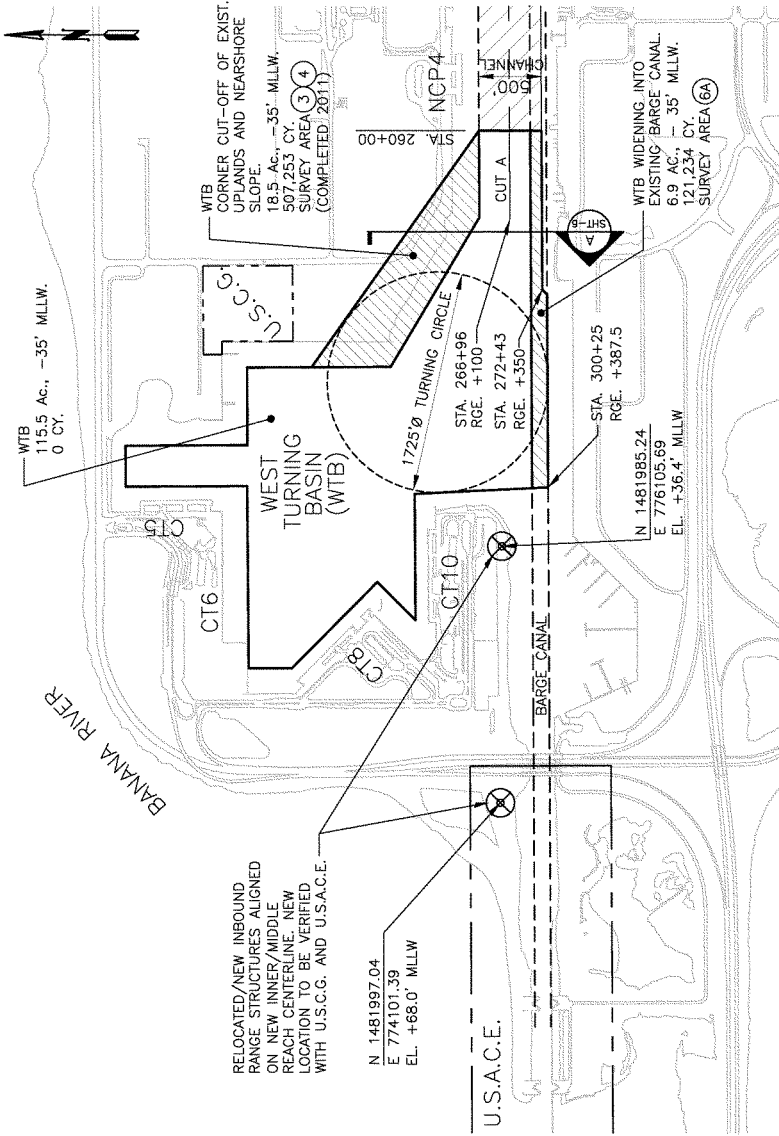 N
WTB
CORNER CUT-OFF OF EXIST.
UPLANDS AND NEARSHORE
SLOPE.
18.5 Ac., -35' MLLW.
507,253 CY.
SURVEY AREA 3 4
(COMPLETED 2011)
WTB
115.5 Ac., -35' MLLW.
0 CY.
U.S.C.G.
NCP4
STA. 260+00
500'
CHANNEL
CUT A
WEST
TURNING
BASIN
(WTB)
1725'Ø TURNING CIRCLE
STA. 266+96
RGE. +100
STA. 272+43
RGE. +350
A
SHT-6
WTB WIDENING INTO
EXISTING BARGE CANAL.
6.9 AC., - 35' MLLW.
121,234 CY.
SURVEY AREA 6A
STA. 300+25
RGE. +387.5
N 1481985.24
E 776105.69
EL. +36.4' MLLW
CT5
CT6
CT8
CT10
BARGE CANAL
BANANA RIVER
RELOCATED/NEW INBOUND
RANGE STRUCTURES ALIGNED
ON NEW INNER/MIDDLE
REACH CENTERLINE. NEW
LOCATION TO BE VERIFIED
WITH U.S.C.G. AND U.S.A.C.E.
N 1481997.04
E 774101.39
EL. +68.0' MLLW
U.S.A.C.E.